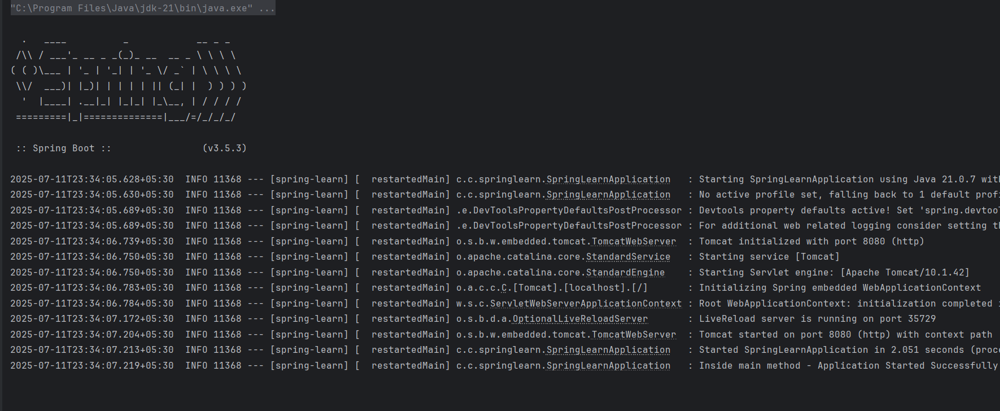 "C:\Program Files\Java\jdk-21\bin\java.exe" ...
  .   ____          _            __ _ _
 /\\ / ___'_ __ _ _(_)_ __  __ _ \ \ \ \
( ( )\___ | '_ | '_| | '_ \/ _` | \ \ \ \
 \\/  ___)| |_)| | | | | || (_| |  ) ) ) )
  '  |____| .__|_| |_|_| |_\__, | / / / /
 =========|_|==============|___/=/_/_/_/
 :: Spring Boot ::                (v3.5.3)
2025-07-11T23:34:05.628+05:30  INFO 11368 --- [spring-learn] [  restartedMain] c.c.springlearn.SpringLearnApplication   : Starting SpringLearnApplication using Java 21.0.7 with
2025-07-11T23:34:05.630+05:30  INFO 11368 --- [spring-learn] [  restartedMain] c.c.springlearn.SpringLearnApplication   : No active profile set, falling back to 1 default profi
2025-07-11T23:34:05.689+05:30  INFO 11368 --- [spring-learn] [  restartedMain] .e.DevToolsPropertyDefaultsPostProcessor : Devtools property defaults active! Set 'spring.devtool
2025-07-11T23:34:05.689+05:30  INFO 11368 --- [spring-learn] [  restartedMain] .e.DevToolsPropertyDefaultsPostProcessor : For additional web related logging consider setting th
2025-07-11T23:34:06.739+05:30  INFO 11368 --- [spring-learn] [  restartedMain] o.s.b.w.embedded.tomcat.TomcatWebServer  : Tomcat initialized with port 8080 (http)
2025-07-11T23:34:06.750+05:30  INFO 11368 --- [spring-learn] [  restartedMain] o.apache.catalina.core.StandardService   : Starting service [Tomcat]
2025-07-11T23:34:06.750+05:30  INFO 11368 --- [spring-learn] [  restartedMain] o.apache.catalina.core.StandardEngine    : Starting Servlet engine: [Apache Tomcat/10.1.42]
2025-07-11T23:34:06.783+05:30  INFO 11368 --- [spring-learn] [  restartedMain] o.a.c.c.C.[Tomcat].[localhost].[/]       : Initializing Spring embedded WebApplicationContext
2025-07-11T23:34:06.784+05:30  INFO 11368 --- [spring-learn] [  restartedMain] w.s.c.ServletWebServerApplicationContext : Root WebApplicationContext: initialization completed i
2025-07-11T23:34:07.172+05:30  INFO 11368 --- [spring-learn] [  restartedMain] o.s.b.d.a.OptionalLiveReloadServer       : LiveReload server is running on port 35729
2025-07-11T23:34:07.204+05:30  INFO 11368 --- [spring-learn] [  restartedMain] o.s.b.w.embedded.tomcat.TomcatWebServer  : Tomcat started on port 8080 (http) with context path
2025-07-11T23:34:07.213+05:30  INFO 11368 --- [spring-learn] [  restartedMain] c.c.springlearn.SpringLearnApplication   : Started SpringLearnApplication in 2.051 seconds (proc
2025-07-11T23:34:07.219+05:30  INFO 11368 --- [spring-learn] [  restartedMain] c.c.springlearn.SpringLearnApplication   : Inside main method - Application Started Successfully